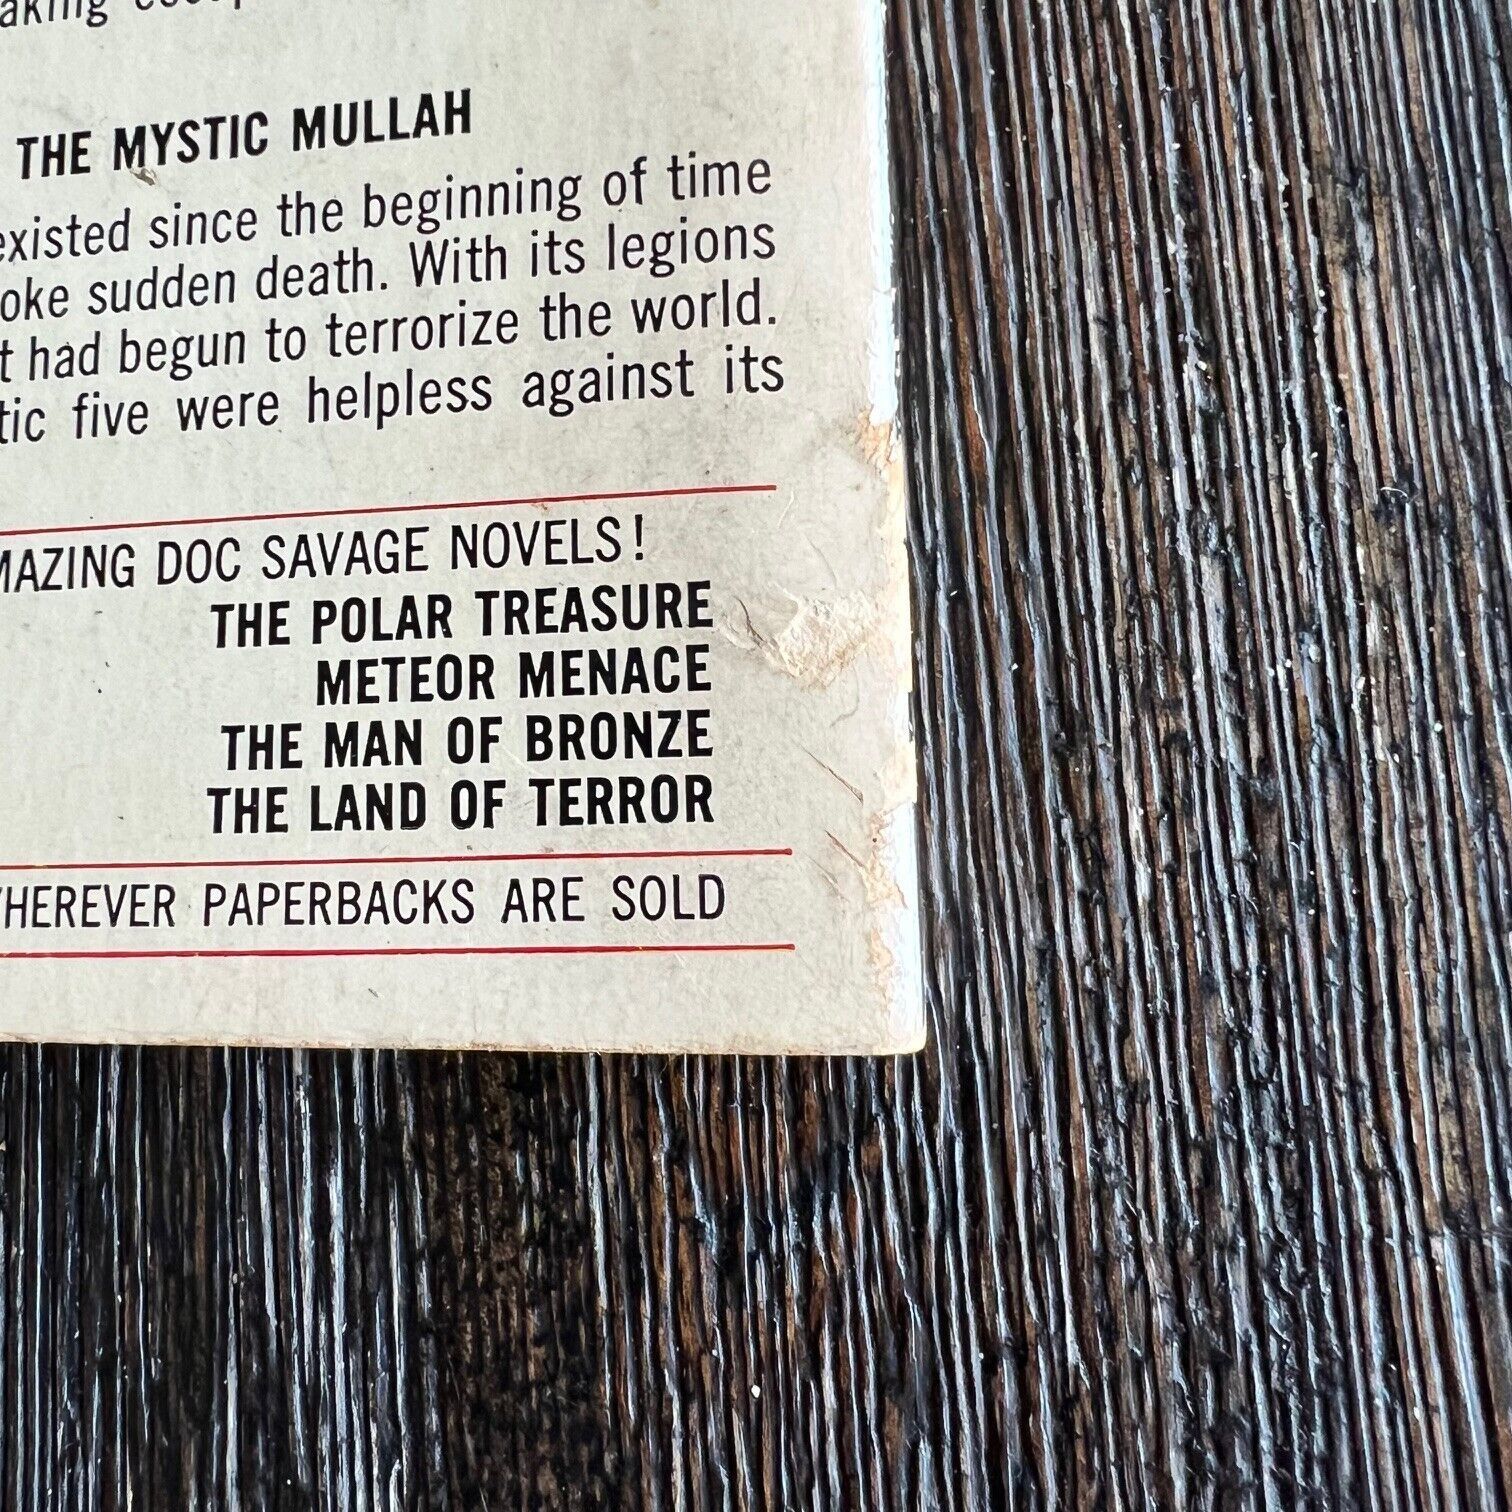 THE MYSTIC MULLAH
existed since the beginning of time
oke sudden death. With its legions
t had begun to terrorize the world.
tic five were helpless against its
MAZING DOC SAVAGE NOVELS!
THE POLAR TREASURE
METEOR MENACE
THE MAN OF BRONZE
THE LAND OF TERROR
WHEREVER PAPERBACKS ARE SOLD